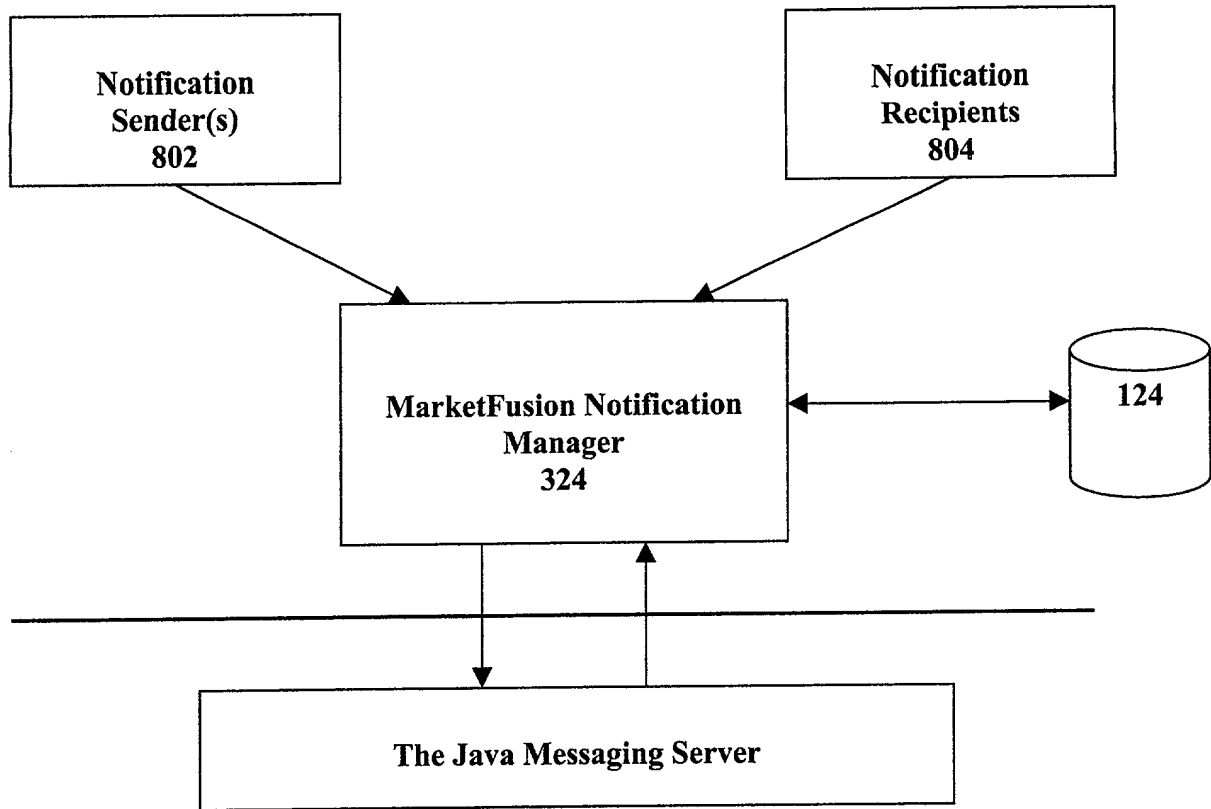 Notification
Sender(s)
802
Notification
Recipients
804
MarketFusion Notification
Manager
324
124
The Java Messaging Server